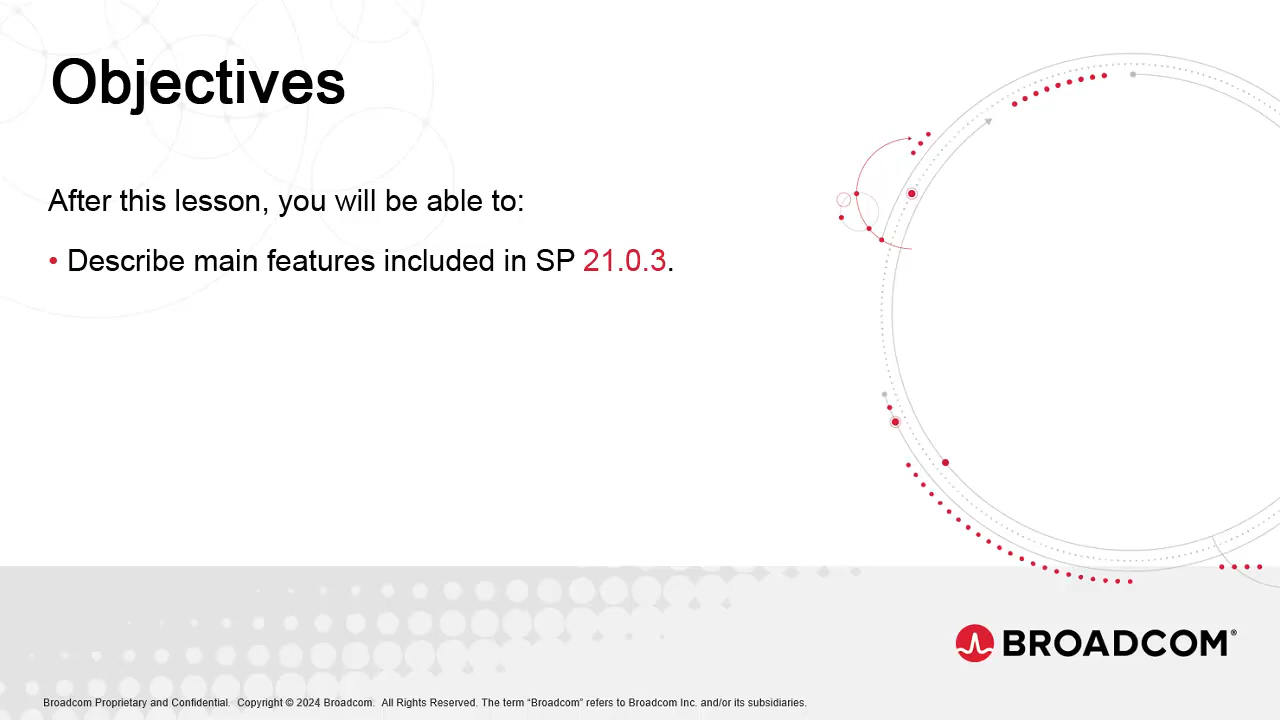 Objectives
After this lesson, you will be able to:
• Describe main features included in SP 21.0.3.
BROADCOM®
Broadcom Proprietary and Confidential. Copyright © 2024 Broadcom. All Rights Reserved. The term “Broadcom” refers to Broadcom Inc. and/or its subsidiaries.